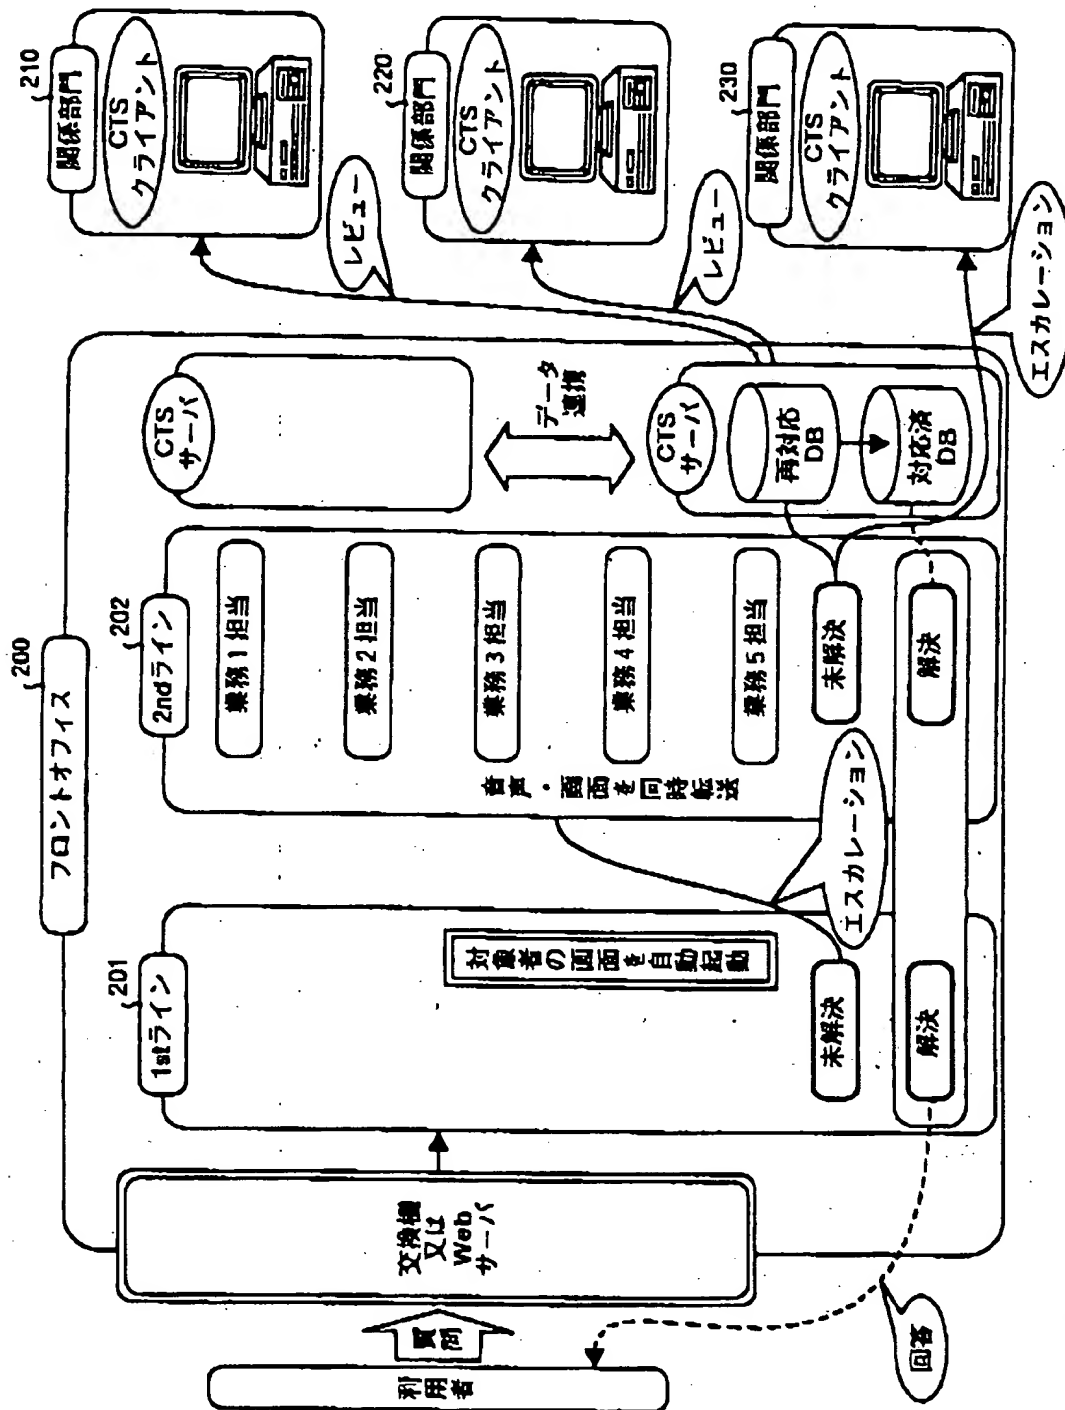 200
フロントオフィス
利用者
質問
交換機
又は
Web
サーバ
201
1stライン
対象者の画面を自動起動
未解決
解決
回答
エスカレーション
202
2ndライン
業務1担当
業務2担当
業務3担当
業務4担当
業務5担当
音声・画面を同時転送
未解決
解決
CTS
サーバ
データ
連携
CTS
サーバ
再対応
DB
対応済
DB
レビュー
レビュー
エスカレーション
210
関係部門
CTS
クライアント
220
関係部門
CTS
クライアント
230
関係部門
CTS
クライアント